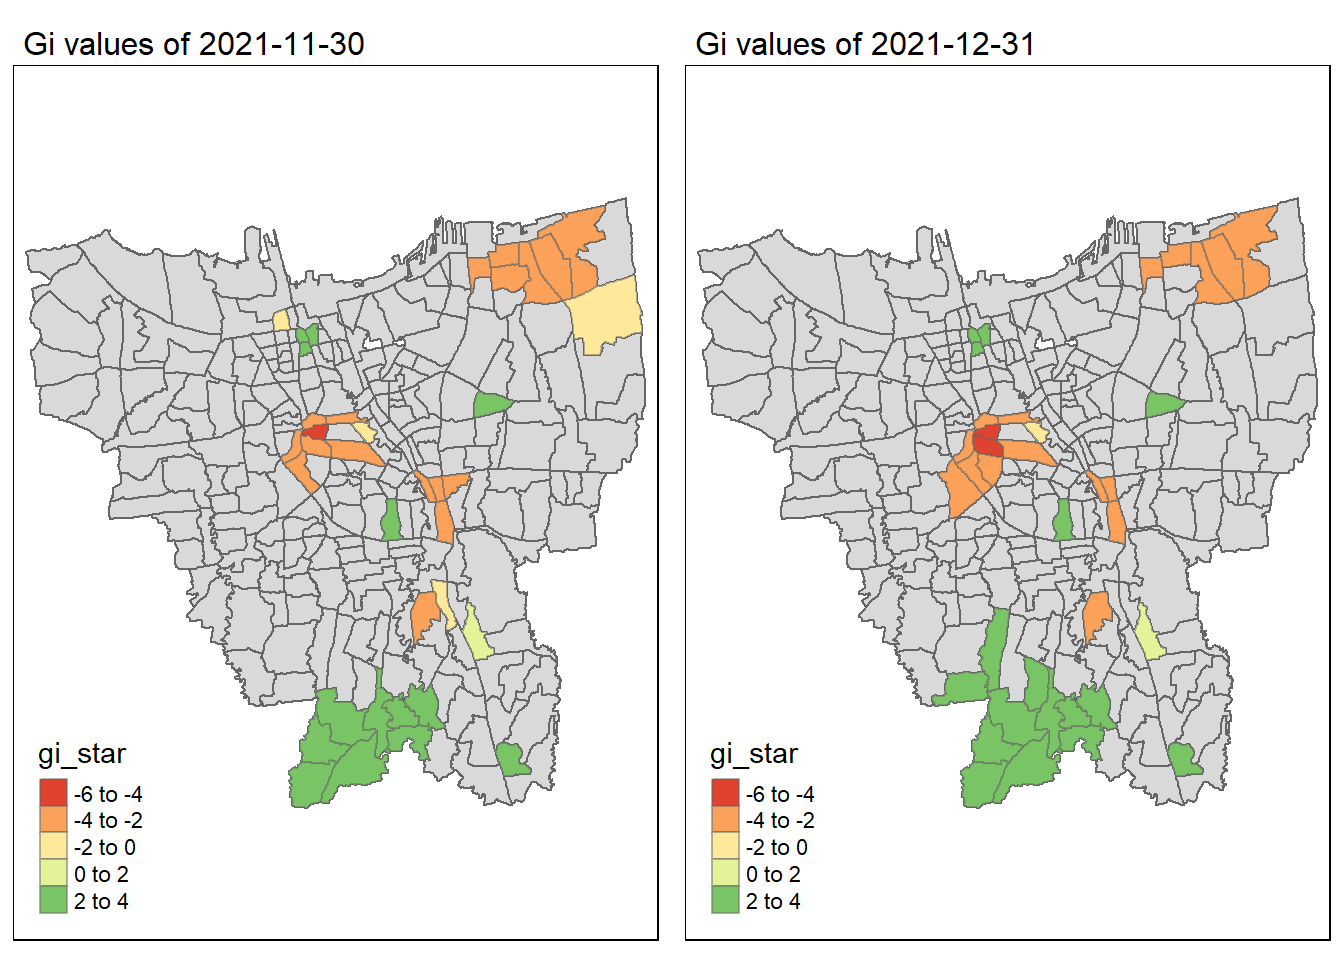 Gi values of 2021-11-30
gi_star
-6 to -4
-4 to -2
-2 to 0
0 to 2
2 to 4
Gi values of 2021-12-31
gi_star
-6 to -4
-4 to -2
-2 to 0
0 to 2
2 to 4